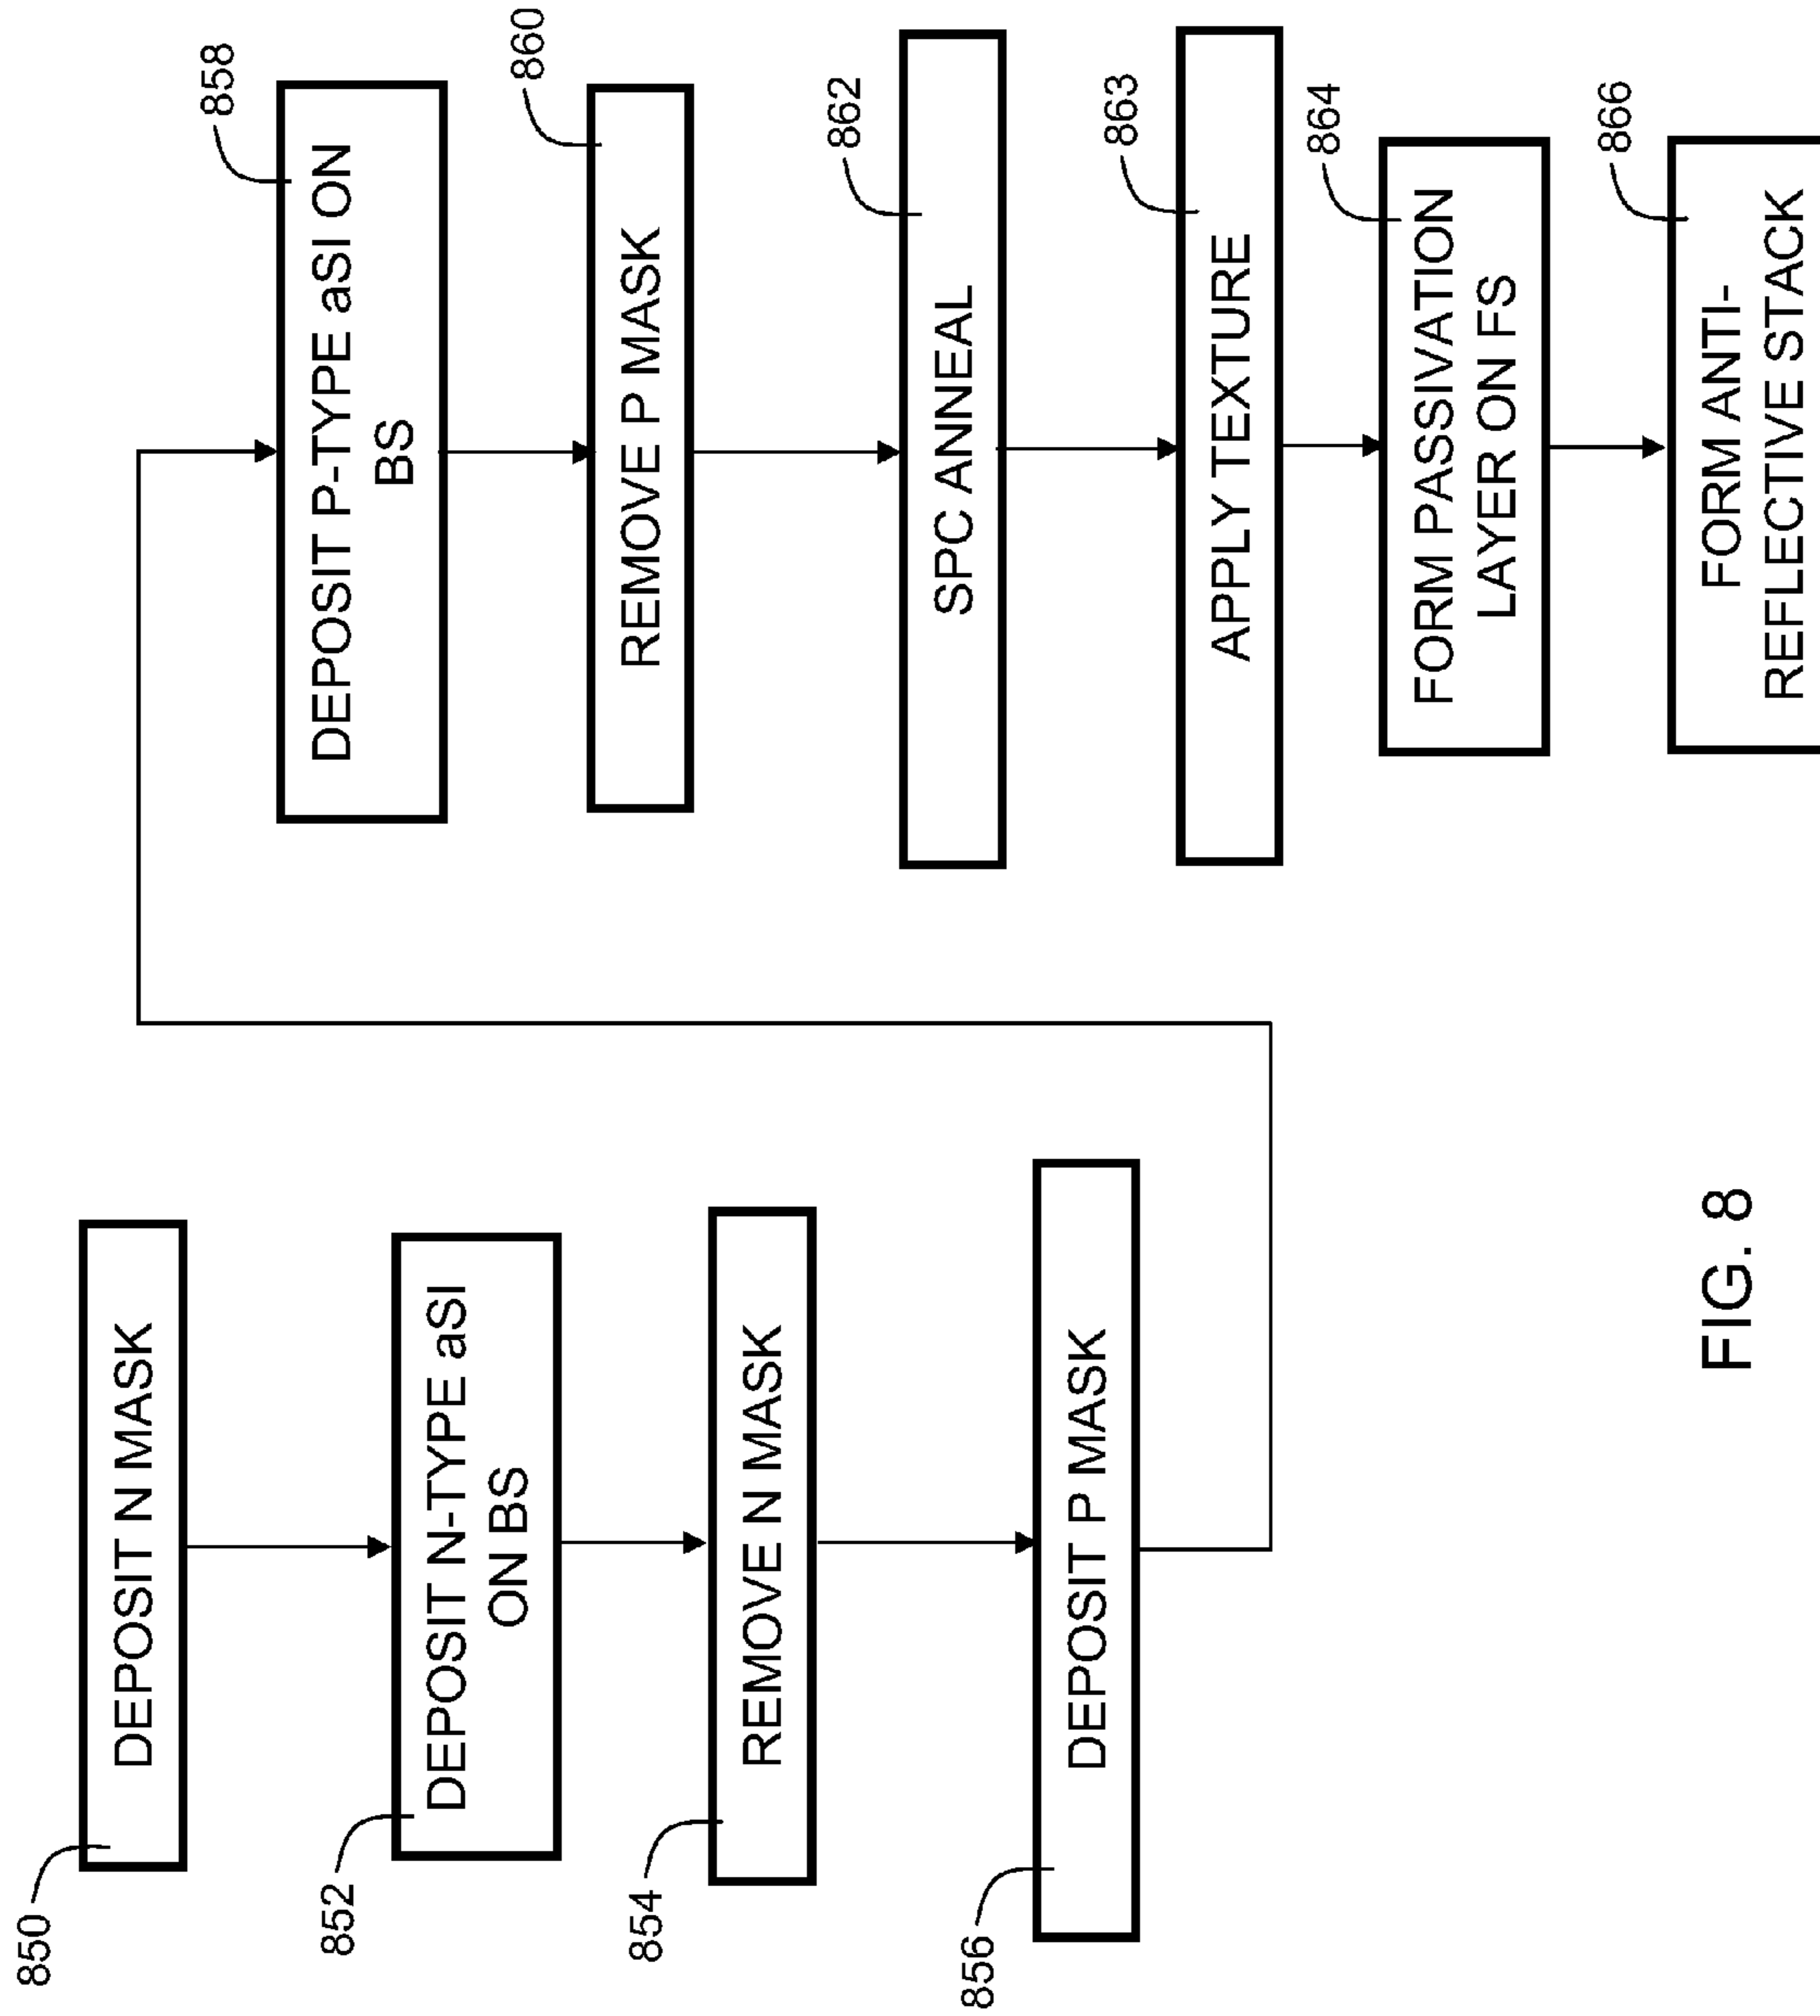 850
DEPOSIT N MASK
852
DEPOSIT N-TYPE aSI
ON BS
854
REMOVE N MASK
856
DEPOSIT P MASK
858
DEPOSIT P-TYPE aSI ON
BS
860
REMOVE P MASK
862
SPC ANNEAL
863
APPLY TEXTURE
864
FORM PASSIVATION
LAYER ON FS
866
FORM ANTI-
REFLECTIVE STACK
FIG. 8